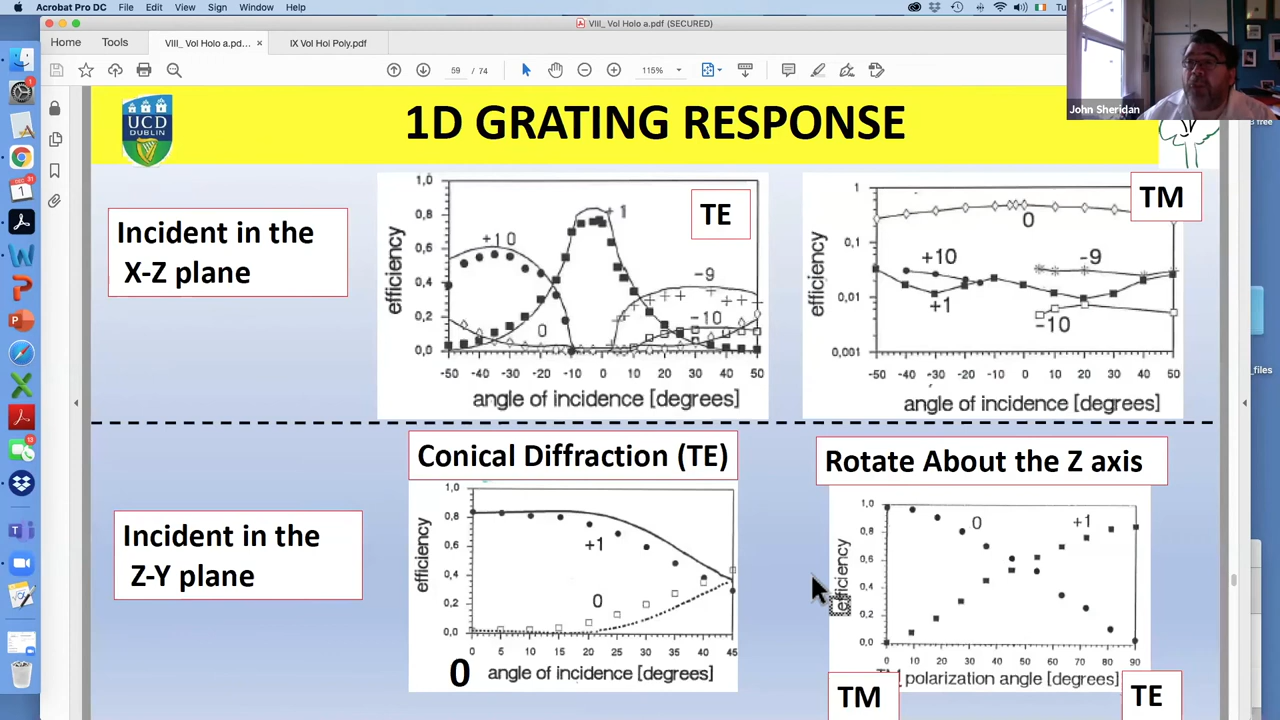 Acrobat Pro DC File Edit View Sign Window Help
VIII_ Vol Holo a.pdf (SECURED)
Home Tools VIII_ Vol Holo a.pd... × IX Vol Hoi Poly.pdf
59 / 74 115%
John Sheridan
UCD
DUBLIN
1D GRATING RESPONSE
Incident in the
X-Z plane
1,0
0,8
0,6
0,4
0,2
0,0
efficiency
+10
+1
0
-9
-10
TE
-50 -40 -30 -20 -10 0 10 20 30 40 50
angle of incidence [degrees]
1
0,1
0,01
0,001
efficiency
TM
0
+10
-9
+1
-10
-50 -40 -30 -20 -10 0 10 20 30 40 50
angle of incidence [degrees]
Incident in the
Z-Y plane
Conical Diffraction (TE)
1,0
0,8
0,6
0,4
0,2
0,0
efficiency
+1
0
0 5 10 15 20 25 30 35 40 45
0 angle of incidence [degrees]
Rotate About the Z axis
1,0
0,8
0,6
0,4
0,2
0,0
efficiency
0
+1
0 10 20 30 40 50 60 70 80 90
polarization angle [degrees]
TM
TE
_files